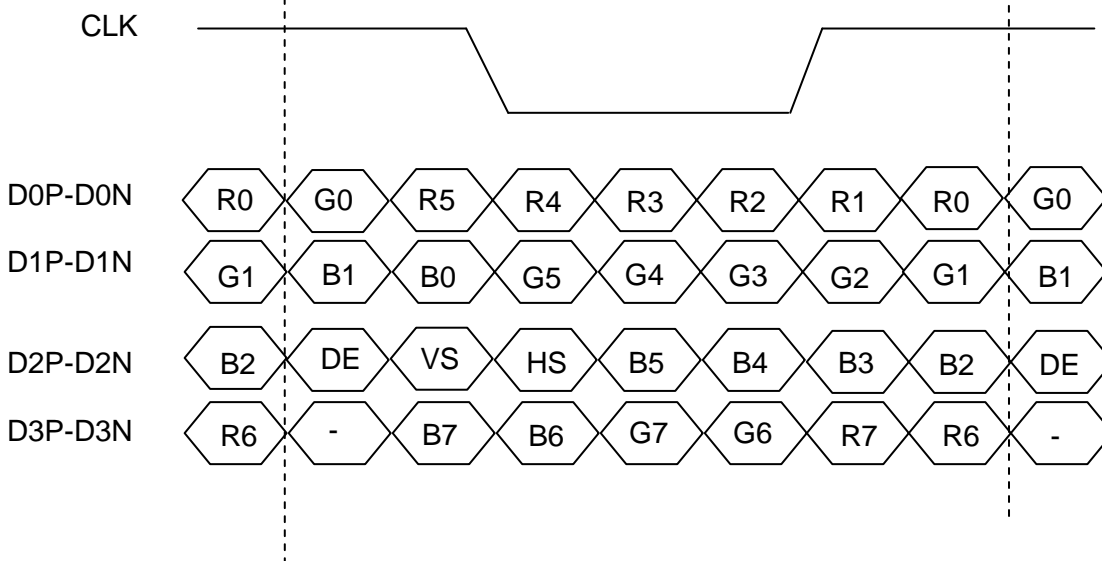 CLK
D0P-D0N R0 G0 R5 R4 R3 R2 R1 R0 G0
D1P-D1N G1 B1 B0 G5 G4 G3 G2 G1 B1
D2P-D2N B2 DE VS HS B5 B4 B3 B2 DE
D3P-D3N R6 - B7 B6 G7 G6 R7 R6 -